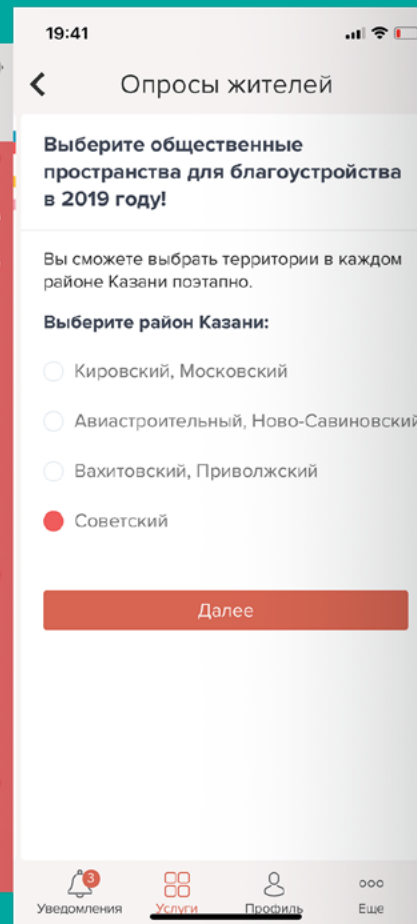 19:41
Опросы жителей
Выберите общественные
пространства для благоустройства
в 2019 году!
Вы сможете выбрать территории в каждом
районе Казани поэтапно.
Выберите район Казани:
Кировский, Московский
Авиастроительный, Ново-Савиновский
Вахитовский, Приволжский
Советский
Далее
3
Уведомления Услуги Профиль Еще